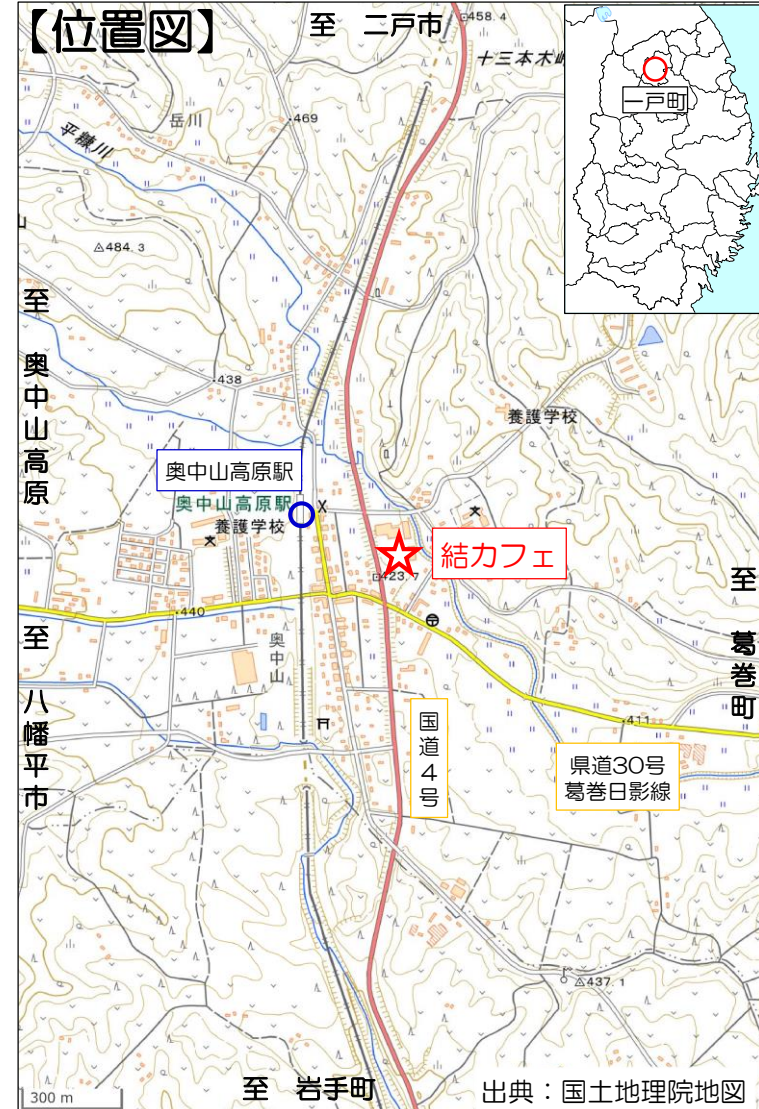 【位置図】
至 二戸市
458.4
十三本木峠
一戸町
岳川
469
平糠川
484.3
至 奥中山高原
438
養護学校
奥中山高原駅
奥中山高原駅
養護学校
結カフェ
423.7
440
至 葛巻町
至 八幡平市
奥中山
411
国道4号
県道30号
葛巻日影線
437.1
300 m
至 岩手町
出典：国土地理院地図